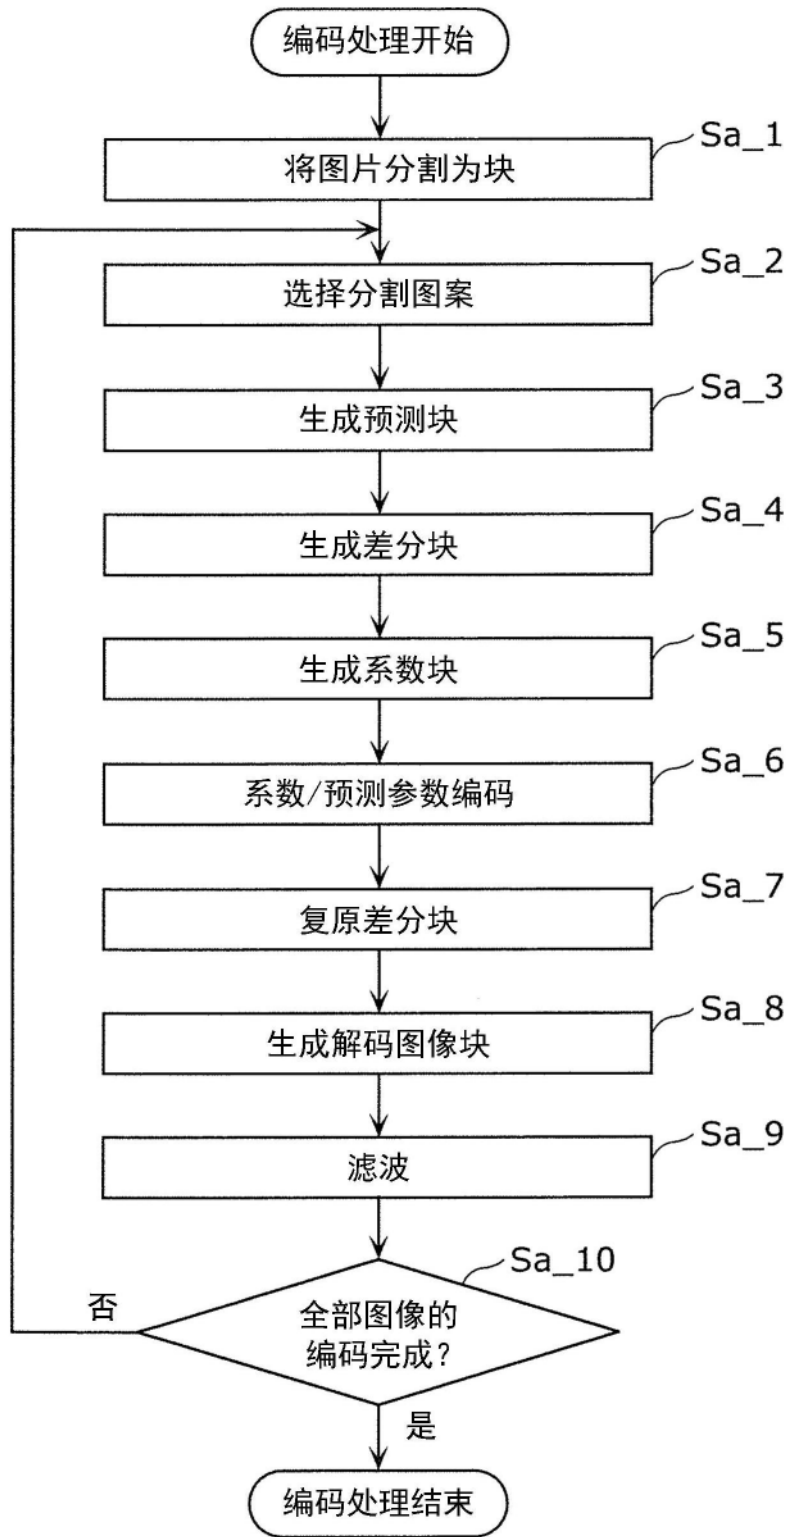 编码处理开始
Sa_1
将图片分割为块
Sa_2
选择分割图案
Sa_3
生成预测块
Sa_4
生成差分块
Sa_5
生成系数块
Sa_6
系数/预测参数编码
Sa_7
复原差分块
Sa_8
生成解码图像块
Sa_9
滤波
Sa_10
否
全部图像的
编码完成?
是
编码处理结束